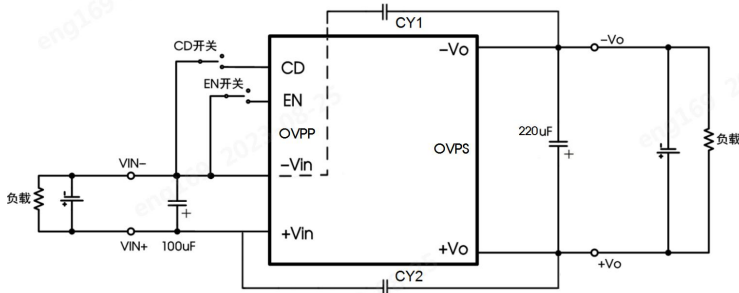 CY1
CD开关
−Vo
−Vo
CD
EN开关
EN
OVPP
220uF
OVPS
负载
+
VIN−
−Vin
负载
+
VIN+
100uF
+Vin
+Vo
+Vo
CY2